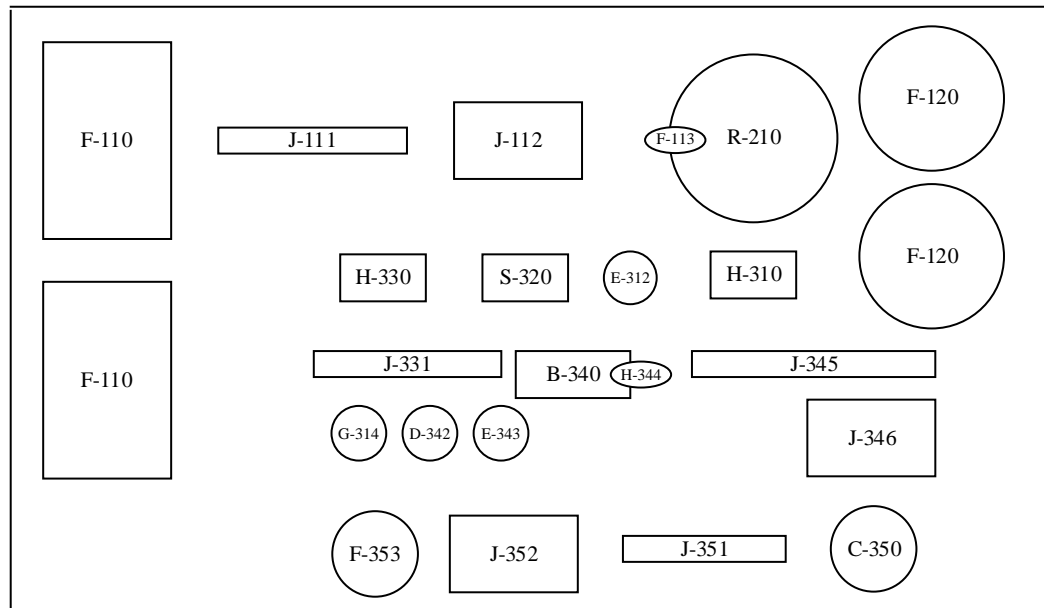 F-120
F-110
J-111
J-112
F-113
R-210
F-120
H-330
S-320
E-312
H-310
J-331
B-340
H-344
J-345
F-110
G-314
D-342
E-343
J-346
F-353
J-352
J-351
C-350